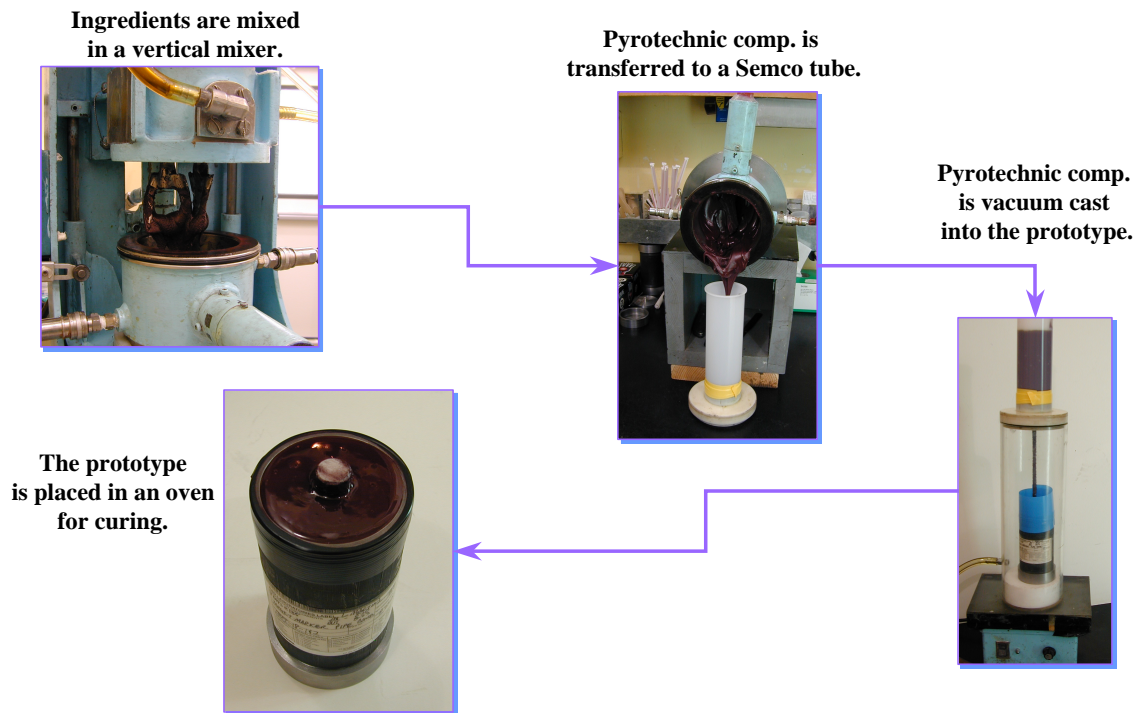 Ingredients are mixed
in a vertical mixer.
Pyrotechnic comp. is
transferred to a Semco tube.
Pyrotechnic comp.
is vacuum cast
into the prototype.
The prototype
is placed in an oven
for curing.
MARKER